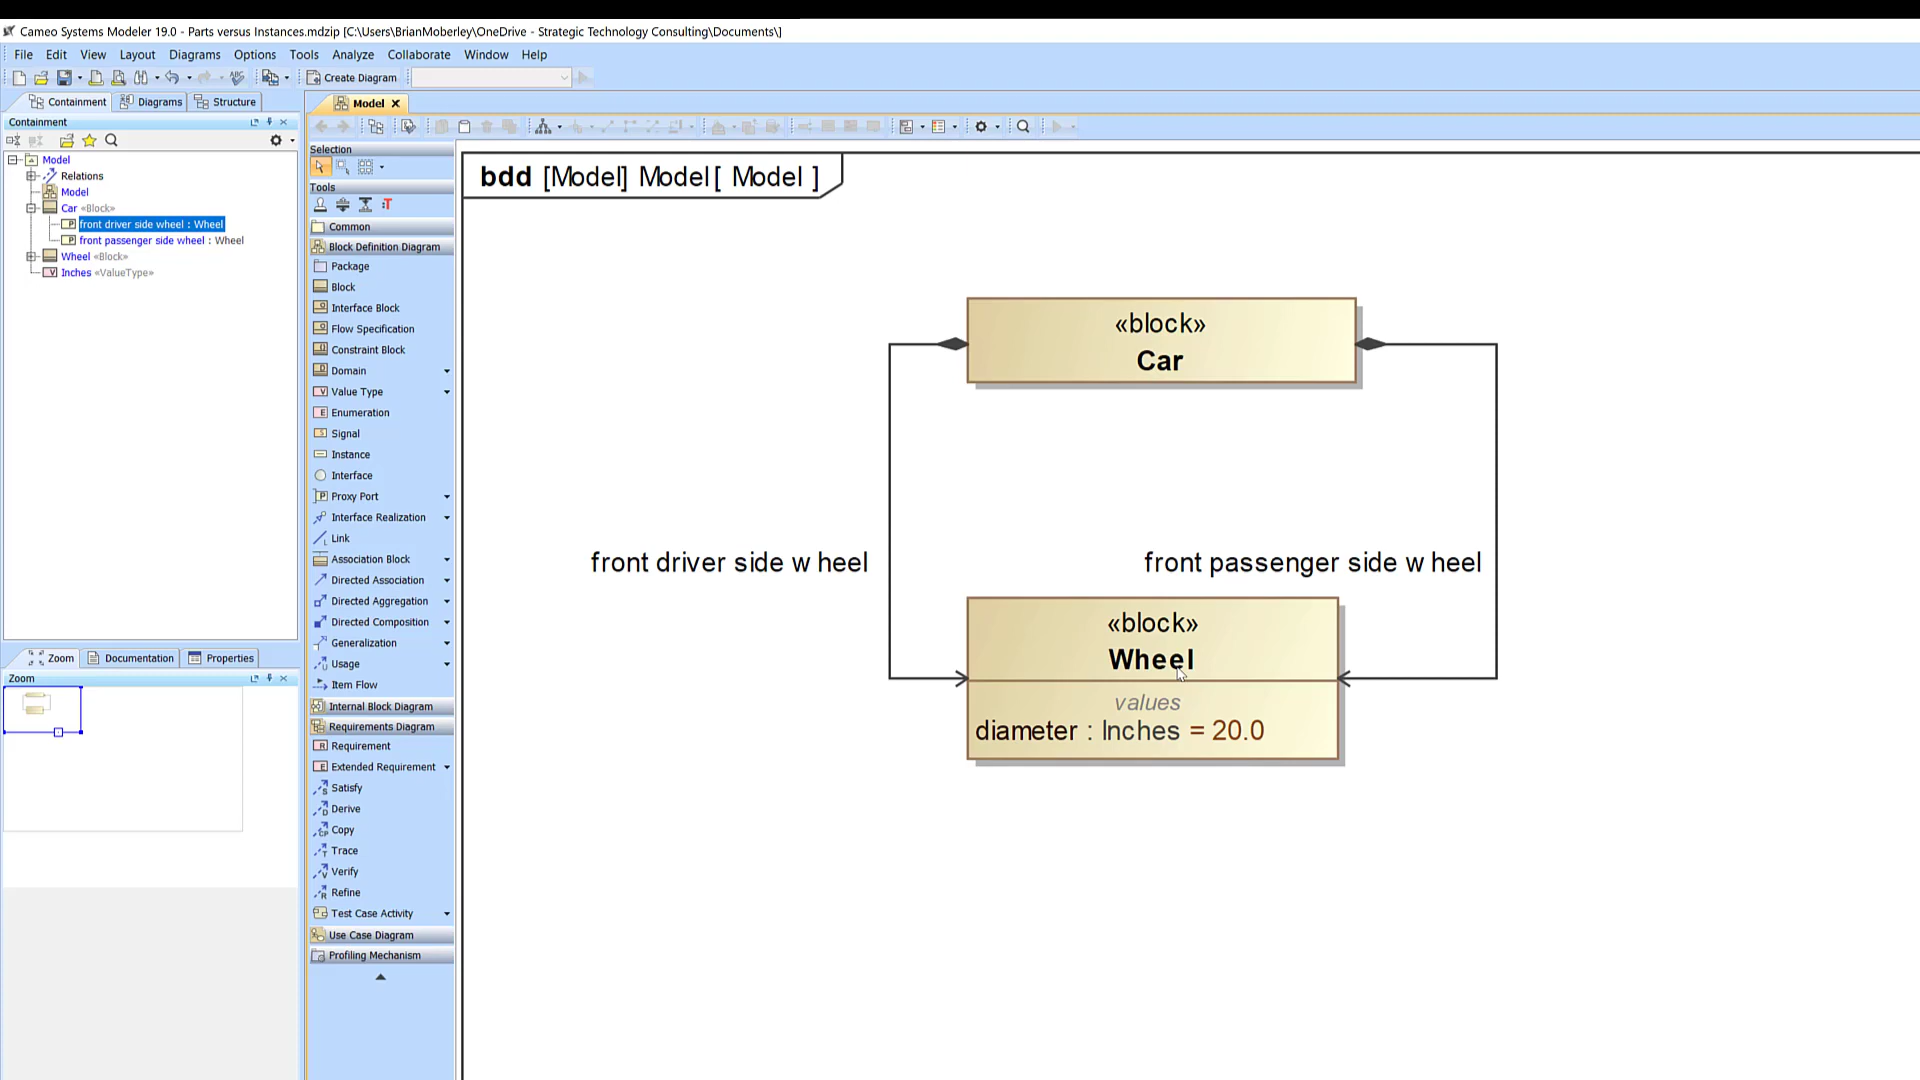 Cameo Systems Modeler 19.0 - Parts versus Instances.mdzip [C:\Users\BrianMoberley\OneDrive - Strategic Technology Consulting\Documents\]
File Edit View Layout Diagrams Options Tools Analyze Collaborate Window Help
Create Diagram
Containment Diagrams Structure
Containment
Model
Relations
Model
Car «Block»
front driver side wheel : Wheel
front passenger side wheel : Wheel
Wheel «Block»
Inches «ValueType»
Zoom Documentation Properties
Zoom
Model
Selection
Tools
Common
Block Definition Diagram
Package
Block
Interface Block
Flow Specification
Constraint Block
Domain
Value Type
Enumeration
Signal
Instance
Interface
Proxy Port
Interface Realization
Link
Association Block
Directed Association
Directed Aggregation
Directed Composition
Generalization
Usage
Item Flow
Internal Block Diagram
Requirements Diagram
Requirement
Extended Requirement
Satisfy
Derive
Copy
Trace
Verify
Refine
Test Case Activity
Use Case Diagram
Profiling Mechanism
bdd [Model] Model[ Model ]
«block»
Car
front driver side wheel
front passenger side wheel
«block»
Wheel
values
diameter : Inches = 20.0